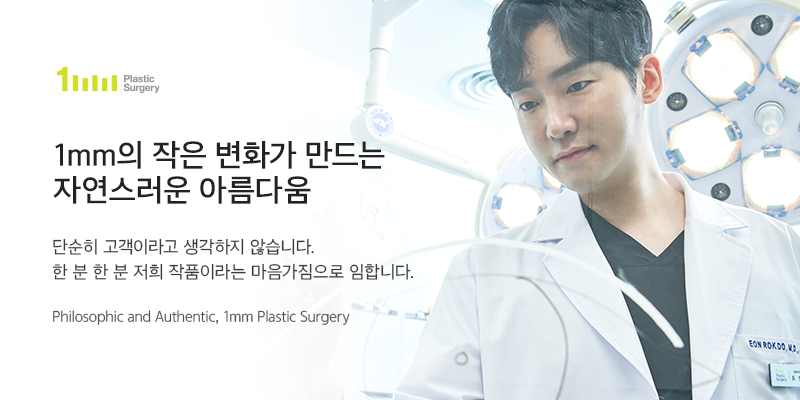 1mm Plastic
Surgery
1mm의 작은 변화가 만드는
자연스러운 아름다움
단순히 고객이라고 생각하지 않습니다.
한 분 한 분 저희 작품이라는 마음가짐으로 임합니다.
Philosophic and Authentic, 1mm Plastic Surgery
EON ROK DO, M.D.,
Plastic
Surgery